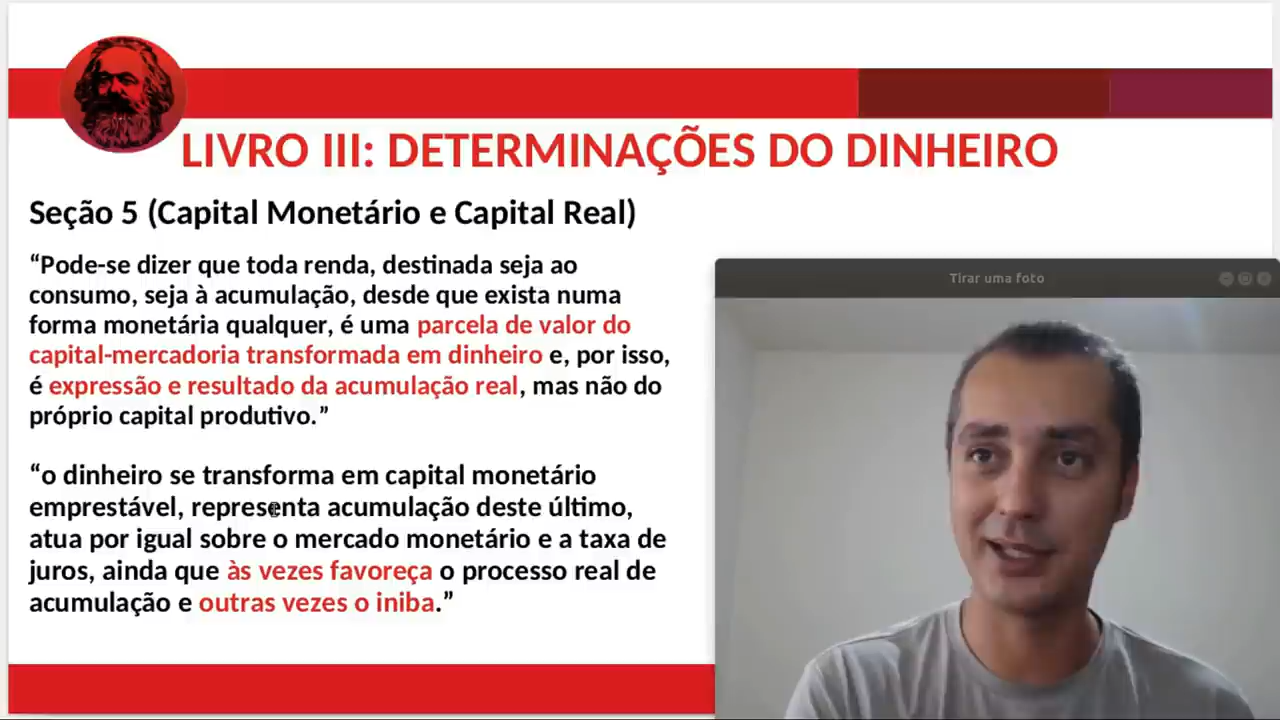 LIVRO III: DETERMINAÇÕES DO DINHEIRO
Seção 5 (Capital Monetário e Capital Real)
“Pode-se dizer que toda renda, destinada seja ao
consumo, seja à acumulação, desde que exista numa
forma monetária qualquer, é uma parcela de valor do
capital-mercadoria transformada em dinheiro e, por isso,
é expressão e resultado da acumulação real, mas não do
próprio capital produtivo.”
“o dinheiro se transforma em capital monetário
emprestável, representa acumulação deste último,
atua por igual sobre o mercado monetário e a taxa de
juros, ainda que às vezes favoreça o processo real de
acumulação e outras vezes o iniba.”
Tirar uma foto